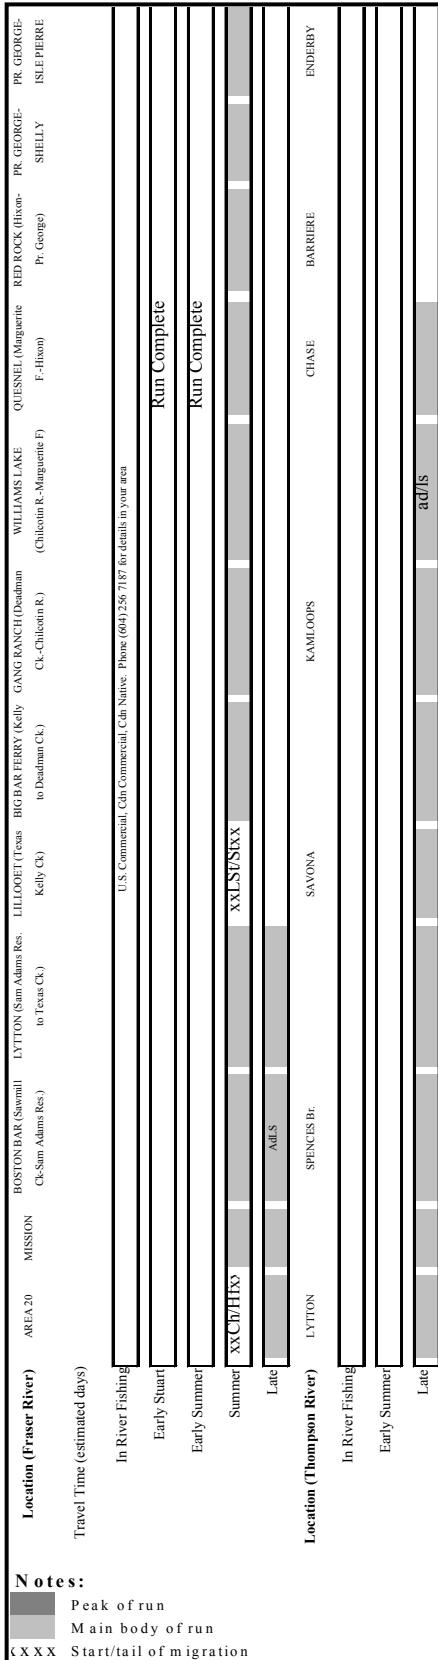 Location (Fraser River)
AREA 20
MISSION
BOSTON BAR (Sawmill
Ck-Sam Adams Res.)
LYTTON (Sam Adams Res.
to Texas Ck.)
LILLOOET (Texas
Kelly Ck)
BIG BAR FERRY (Kelly
to Deadman Ck.)
GANG RANCH (Deadman
Ck.-Chilcotin R.)
WILLIAMS LAKE
(Chilcotin R.-Marguerite F)
QUESNEL (Marguerite
F.-Hixon)
RED ROCK (Hixon-
Pr. George)
PR. GEORGE-
SHELLY
PR. GEORGE-
ISLE PIERRE
Travel Time (estimated days)
In River Fishing
U.S. Commercial, Cdn Commercial, Cdn Native. Phone (604) 256 7187 for details in your area
Early Stuart
Run Complete
Early Summer
Run Complete
Summer
xxCh/Hfx
xxLSt/Stxx
Late
AdLS
Location (Thompson River)
LYTTON
SPENCES Br.
SAVONA
KAMLOOPS
CHASE
BARRIERE
ENDERBY
In River Fishing
Early Summer
Late
ad/ls
Notes:
Peak of run
Main body of run
xxxx Start/tail of migration